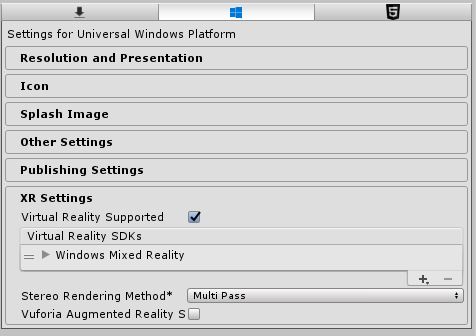 Settings for Universal Windows Platform
Resolution and Presentation
Icon
Splash Image
Other Settings
Publishing Settings
XR Settings
Virtual Reality Supported
Virtual Reality SDKs
Windows Mixed Reality
Stereo Rendering Method* Multi Pass
Vuforia Augmented Reality S